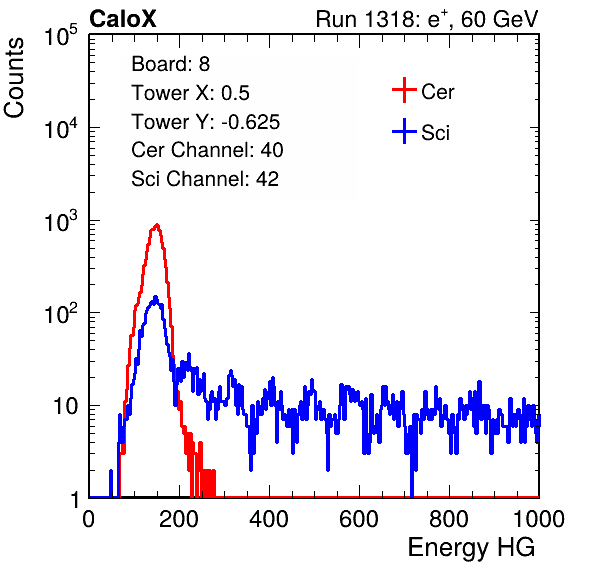 CaloX Run 1318: e⁺, 60 GeV
Counts
Board: 8
Tower X: 0.5
Tower Y: -0.625
Cer Channel: 40
Sci Channel: 42
Cer
Sci
10⁵
10⁴
10³
10²
10
1
0 200 400 600 800 1000
Energy HG